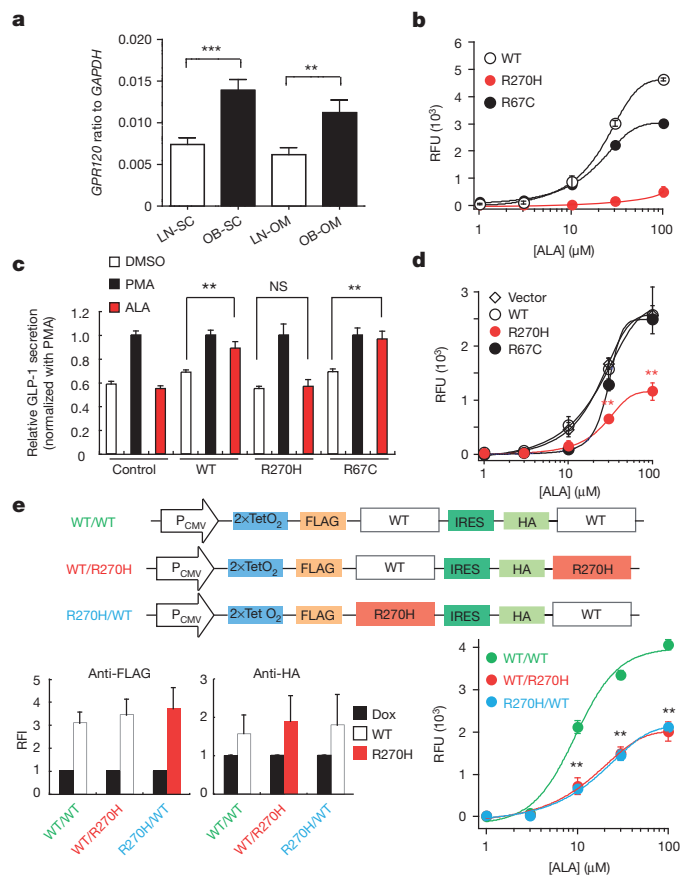 a
GPR120 ratio to GAPDH
0.020
0.015
0.010
0.005
0
***
**
LN-SC
OB-SC
LN-OM
OB-OM
b
WT
R270H
R67C
RFU (10³)
6
5
4
3
2
1
0
1
10
100
[ALA] (μM)
c
DMSO
PMA
ALA
Relative GLP-1 secretion
(normalized with PMA)
1.2
1.0
0.8
0.6
0.4
0
**
NS
**
Control
WT
R270H
R67C
d
Vector
WT
R270H
R67C
RFU (10³)
3
2
1
0
**
**
1
10
100
[ALA] (μM)
e
WT/WT
P_CMV
2×TetO₂
FLAG
WT
IRES
HA
WT
WT/R270H
P_CMV
2×TetO₂
FLAG
WT
IRES
HA
R270H
R270H/WT
P_CMV
2×Tet O₂
FLAG
R270H
IRES
HA
WT
Anti-FLAG
RFI
5
4
3
2
1
0
WT/WT
WT/R270H
R270H/WT
Anti-HA
3
2
1
0
WT/WT
WT/R270H
R270H/WT
Dox
WT
R270H
WT/WT
WT/R270H
R270H/WT
RFU (10³)
4
3
2
1
0
**
**
**
1
10
100
[ALA] (μM)